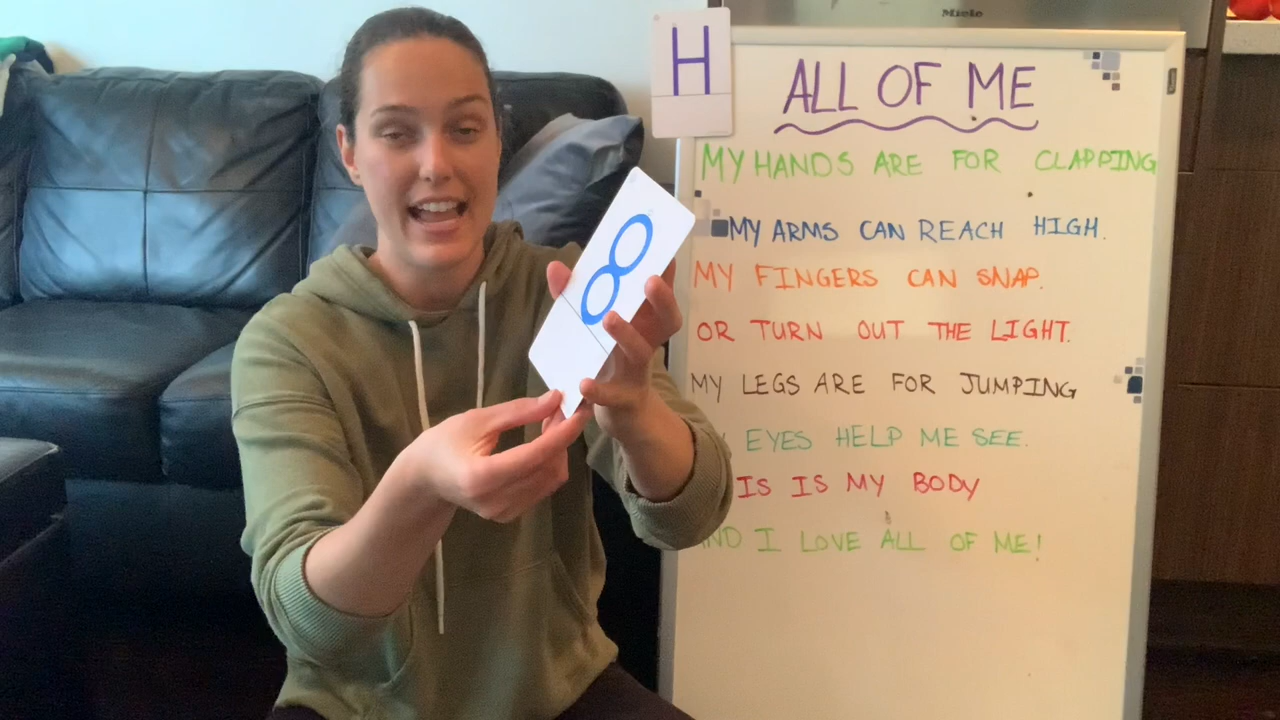 Miele
H
ALL OF ME
MY HANDS ARE FOR CLAPPING
MY ARMS CAN REACH HIGH.
8
MY FINGERS CAN SNAP.
OR TURN OUT THE LIGHT.
MY LEGS ARE FOR JUMPING
EYES HELP ME SEE.
IS IS MY BODY
AND I LOVE ALL OF ME!